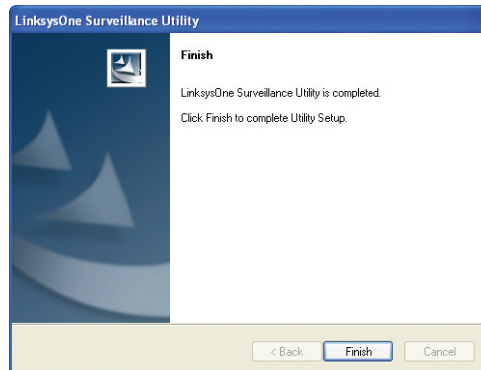 LinksysOne Surveillance Utility
Finish
LinksysOne Surveillance Utility is completed.
Click Finish to complete Utility Setup.
< Back
Finish
Cancel